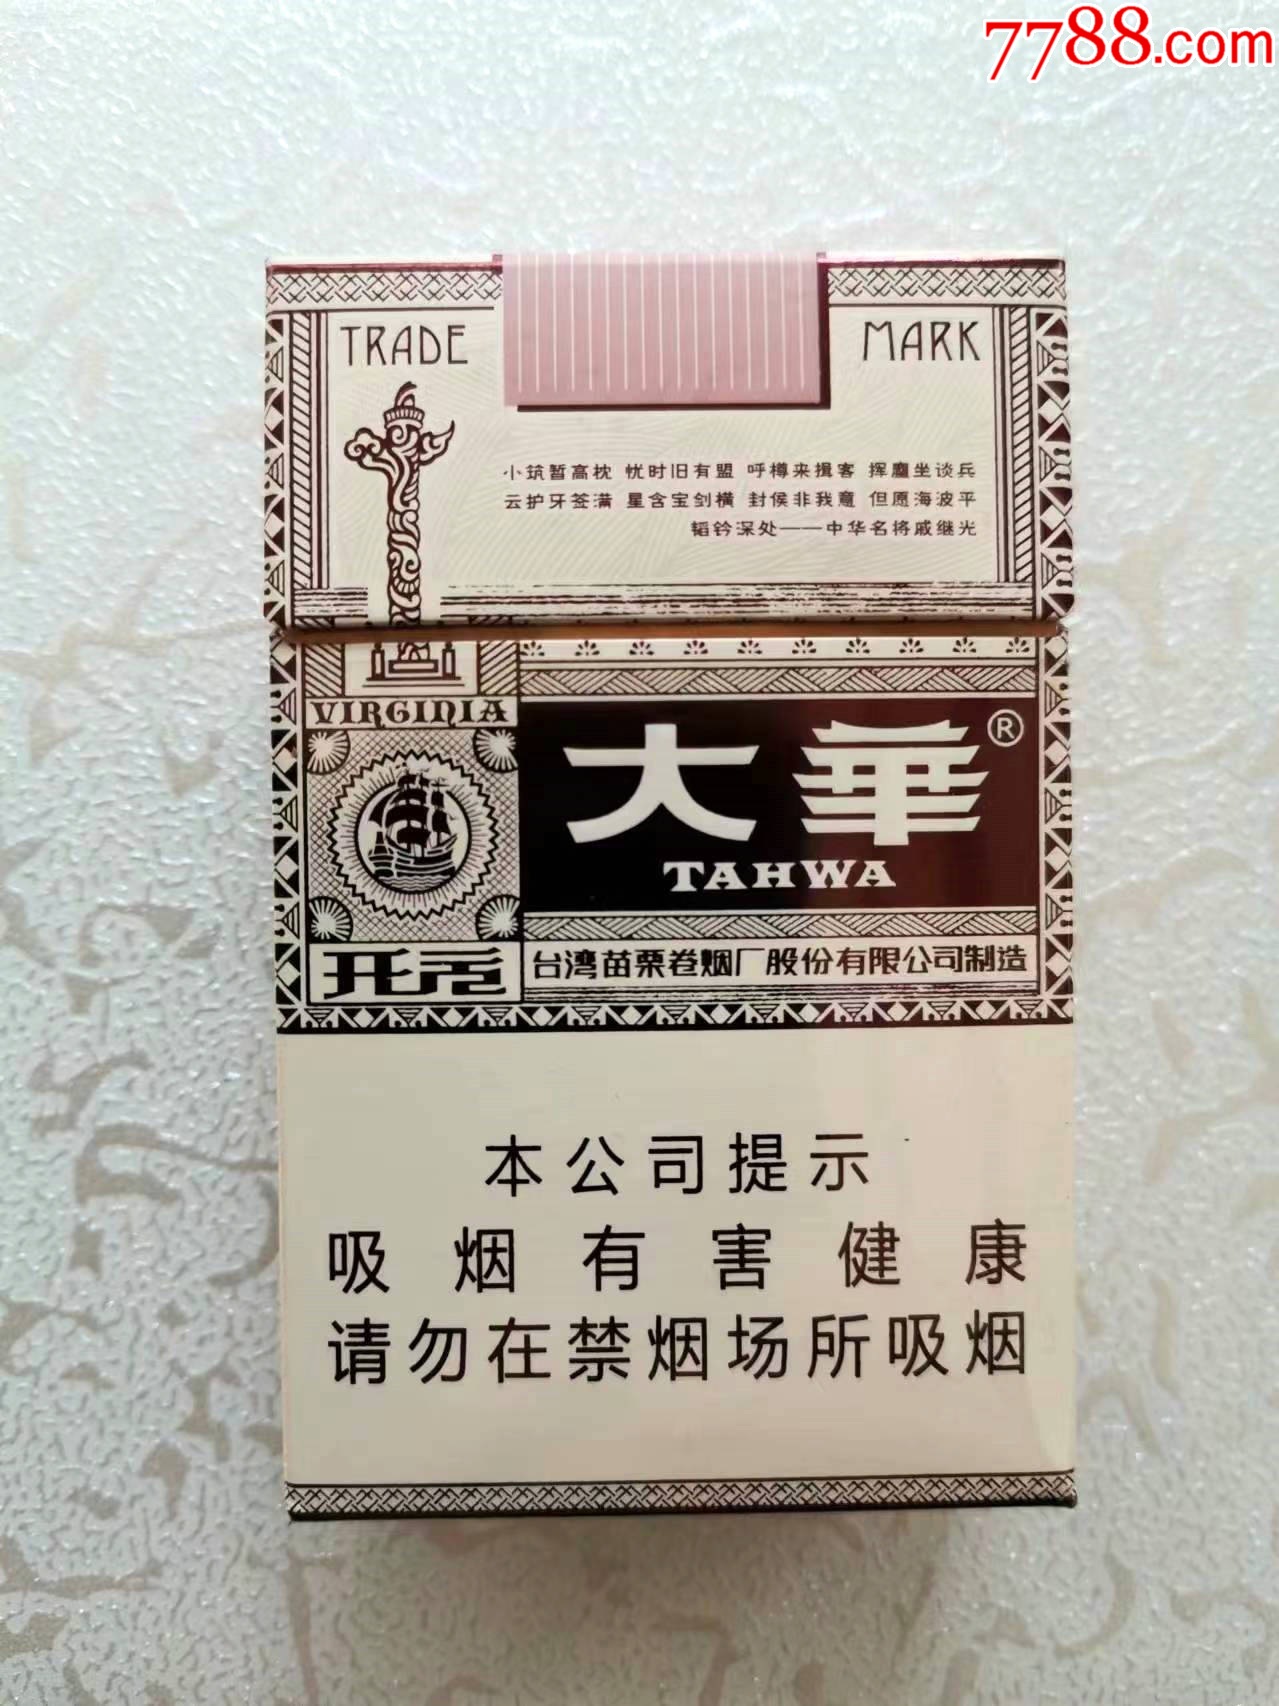 7788.com
TRADE MARK
小筑暂高枕 忧时旧有盟 呼樽来揖客 挥麈坐谈兵
云护牙签满 星含宝剑横 封侯非我意 但愿海波平
韬钤深处——中华名将戚继光
VIRGINIA
大華®
TAHWA
开元
台湾苗栗卷烟厂股份有限公司制造
本公司提示
吸烟有害健康
请勿在禁烟场所吸烟